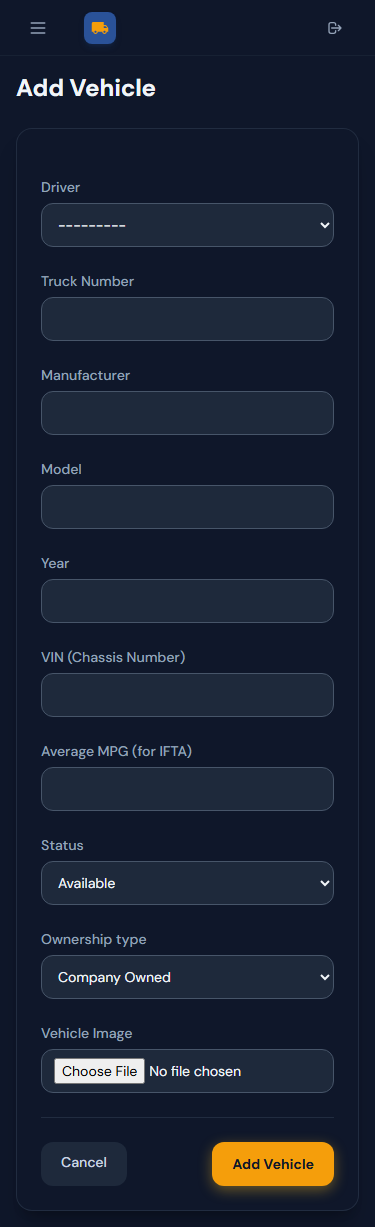 Add Vehicle
Driver
---------
Truck Number
Manufacturer
Model
Year
VIN (Chassis Number)
Average MPG (for IFTA)
Status
Available
Ownership type
Company Owned
Vehicle Image
Choose File No file chosen
Cancel Add Vehicle